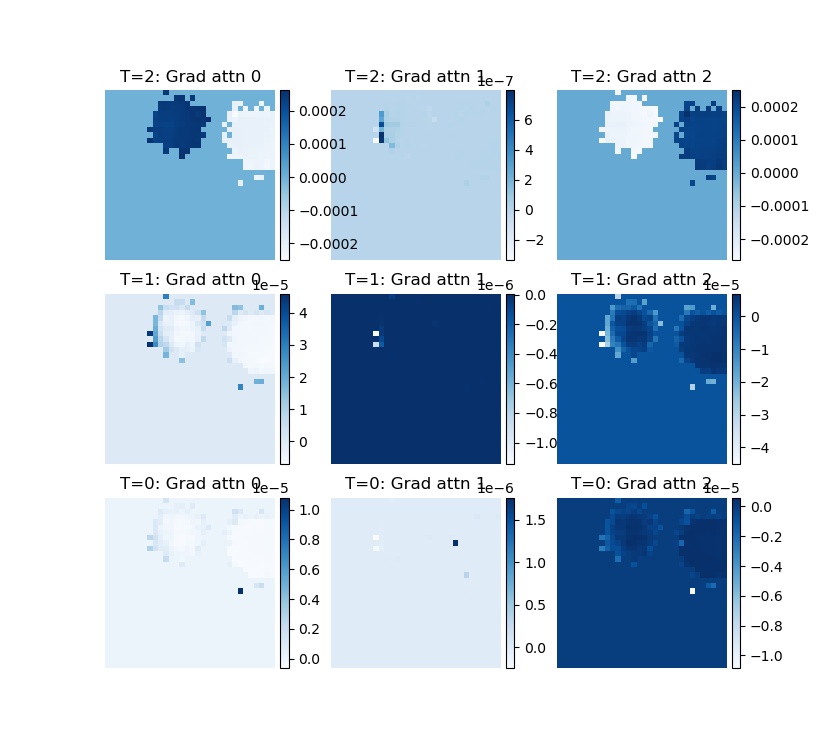 T=2: Grad attn 0
T=2: Grad attn 1
1e−7
T=2: Grad attn 2
0.0002
0.0001
0.0000
−0.0001
−0.0002
6
4
2
0
−2
0.0002
0.0001
0.0000
−0.0001
−0.0002
T=1: Grad attn 0
1e−5
T=1: Grad attn 1
1e−6
T=1: Grad attn 2
1e−5
4
3
2
1
0
0.0
−0.2
−0.4
−0.6
−0.8
−1.0
0
−1
−2
−3
−4
T=0: Grad attn 0
1e−5
T=0: Grad attn 1
1e−6
T=0: Grad attn 2
1e−5
1.0
0.8
0.6
0.4
0.2
0.0
1.5
1.0
0.5
0.0
0.0
−0.2
−0.4
−0.6
−0.8
−1.0